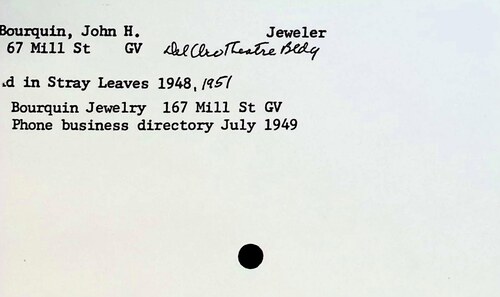 Bourquin, John H. Jeweler
67 Mill St GV Del Oro Theatre Bldg
d in Stray Leaves 1948, 1951
Bourquin Jewelry 167 Mill St GV
Phone business directory July 1949